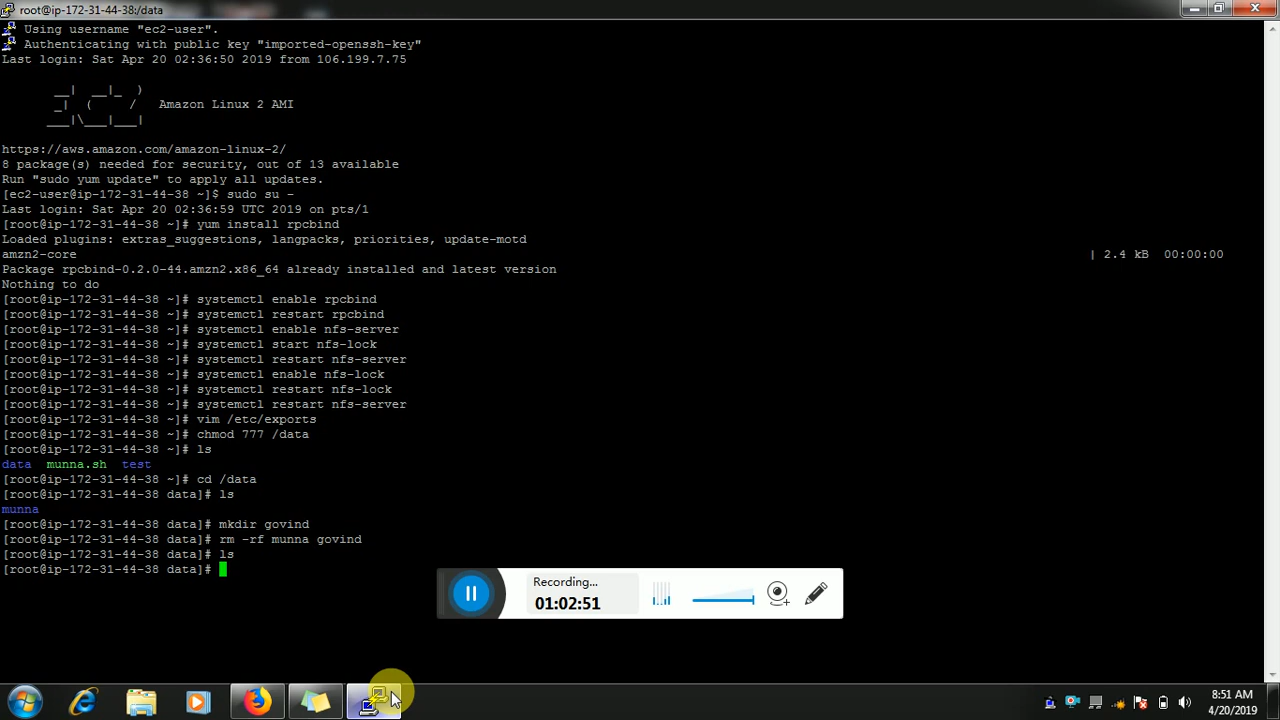 root@ip-172-31-44-38:/data
Using username "ec2-user".
Authenticating with public key "imported-openssh-key"
Last login: Sat Apr 20 02:36:50 2019 from 106.199.7.75
__| __|_ )
_| ( / Amazon Linux 2 AMI
___|\___|___|
https://aws.amazon.com/amazon-linux-2/
8 package(s) needed for security, out of 13 available
Run "sudo yum update" to apply all updates.
[ec2-user@ip-172-31-44-38 ~]$ sudo su -
Last login: Sat Apr 20 02:36:59 UTC 2019 on pts/1
[root@ip-172-31-44-38 ~]# yum install rpcbind
Loaded plugins: extras_suggestions, langpacks, priorities, update-motd
amzn2-core | 2.4 kB 00:00:00
Package rpcbind-0.2.0-44.amzn2.x86_64 already installed and latest version
Nothing to do
[root@ip-172-31-44-38 ~]# systemctl enable rpcbind
[root@ip-172-31-44-38 ~]# systemctl restart rpcbind
[root@ip-172-31-44-38 ~]# systemctl enable nfs-server
[root@ip-172-31-44-38 ~]# systemctl start nfs-lock
[root@ip-172-31-44-38 ~]# systemctl restart nfs-server
[root@ip-172-31-44-38 ~]# systemctl enable nfs-lock
[root@ip-172-31-44-38 ~]# systemctl restart nfs-lock
[root@ip-172-31-44-38 ~]# systemctl restart nfs-server
[root@ip-172-31-44-38 ~]# vim /etc/exports
[root@ip-172-31-44-38 ~]# chmod 777 /data
[root@ip-172-31-44-38 ~]# ls
data munna.sh test
[root@ip-172-31-44-38 ~]# cd /data
[root@ip-172-31-44-38 data]# ls
munna
[root@ip-172-31-44-38 data]# mkdir govind
[root@ip-172-31-44-38 data]# rm -rf munna govind
[root@ip-172-31-44-38 data]# ls
[root@ip-172-31-44-38 data]#
Recording...
01:02:51
8:51 AM
4/20/2019